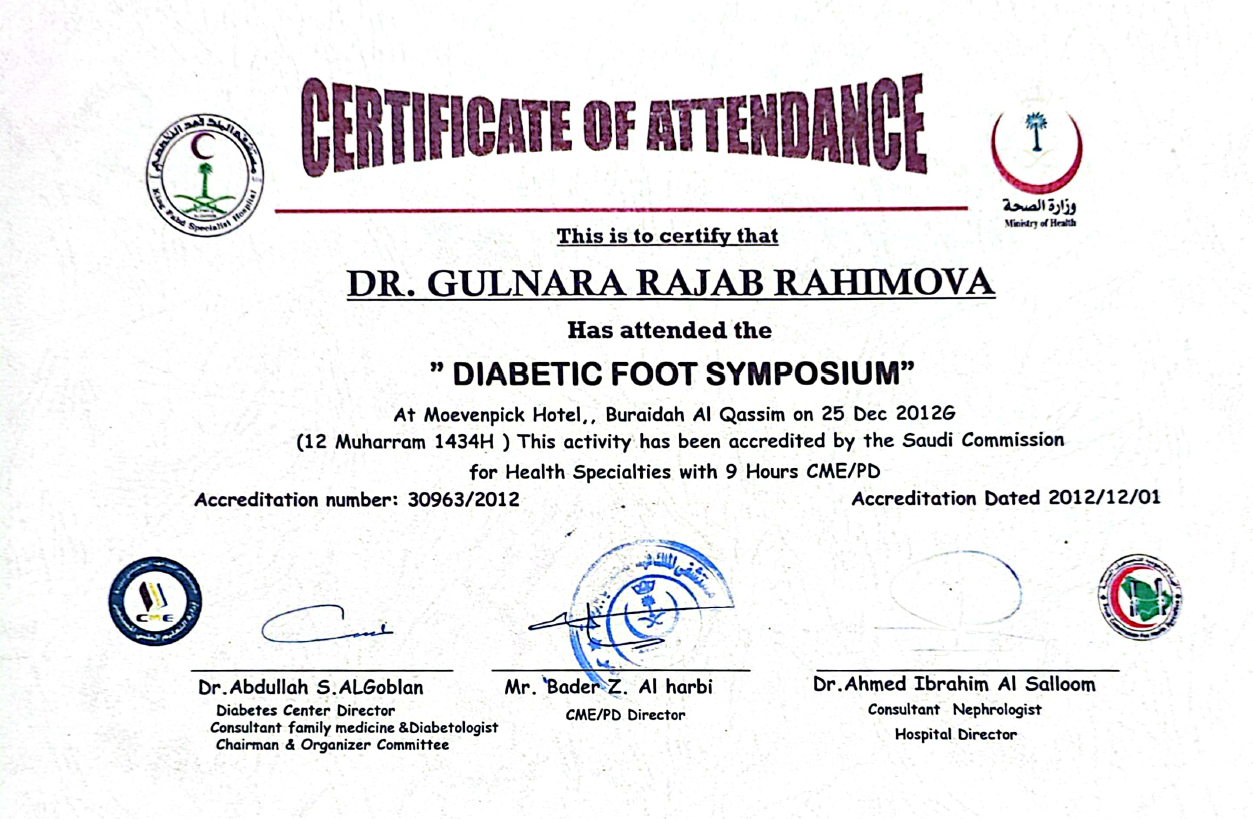 CERTIFICATE OF ATTENDANCE
King Fahd Specialist Hospital
وزارة الصحة
Ministry of Health
This is to certify that
DR. GULNARA RAJAB RAHIMOVA
Has attended the
” DIABETIC FOOT SYMPOSIUM”
At Moevenpick Hotel,, Buraidah Al Qassim on 25 Dec 2012G
(12 Muharram 1434H ) This activity has been accredited by the Saudi Commission
for Health Specialties with 9 Hours CME/PD
Accreditation number: 30963/2012
Accreditation Dated 2012/12/01
CME
Dr.Abdullah S.ALGoblan
Diabetes Center Director
Consultant family medicine &Diabetologist
Chairman & Organizer Committee
Mr. Bader Z. Al harbi
CME/PD Director
Dr.Ahmed Ibrahim Al Salloom
Consultant Nephrologist
Hospital Director